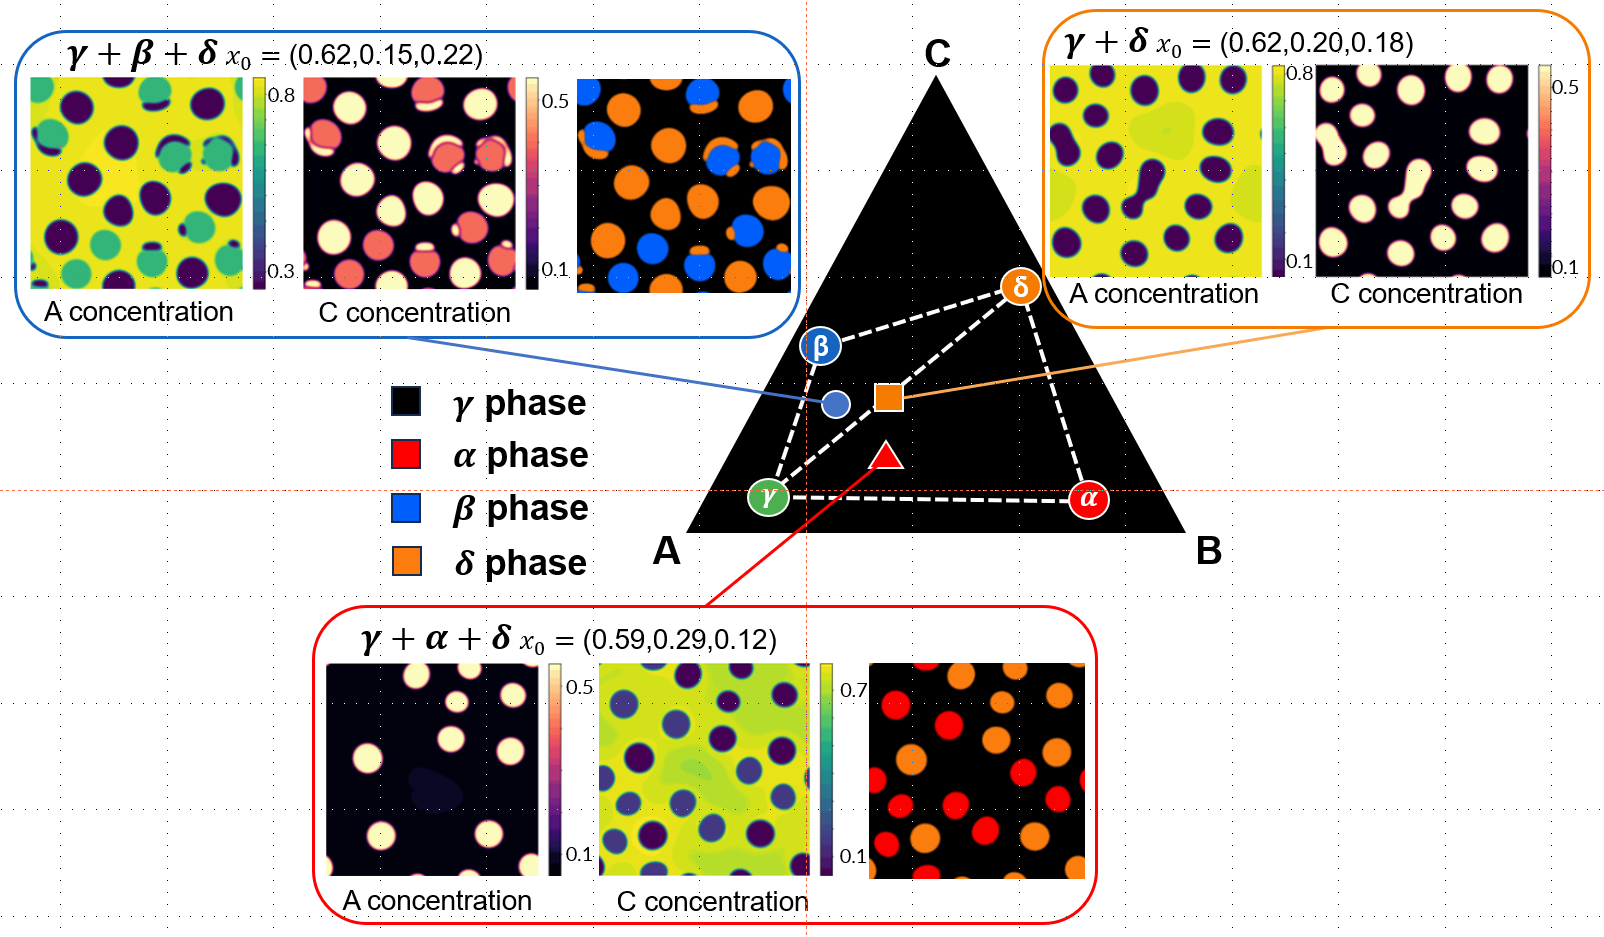 γ + β + δ x₀ = (0.62,0.15,0.22)
0.8
0.3
0.5
0.1
A concentration
C concentration
γ + δ x₀ = (0.62,0.20,0.18)
0.8
0.1
0.5
0.1
A concentration
C concentration
C
δ
β
γ
α
A
B
γ phase
α phase
β phase
δ phase
γ + α + δ x₀ = (0.59,0.29,0.12)
0.5
0.1
0.7
0.1
A concentration
C concentration